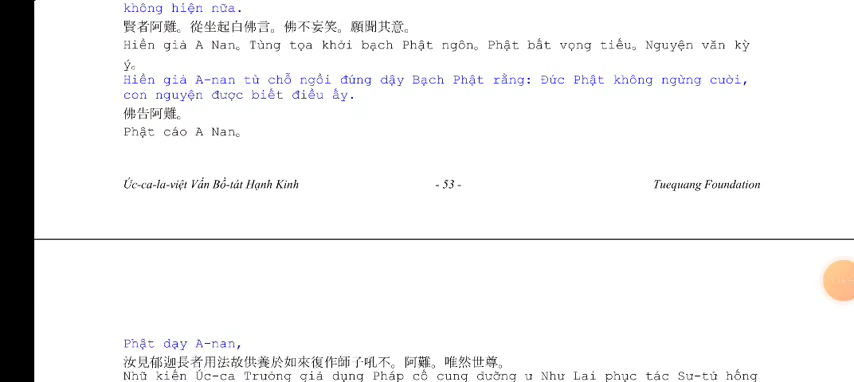 không hiện nữa.
賢者阿難。從坐起白佛言。佛不妄笑。願聞其意。
Hiền giả A Nan。Tùng tọa khởi bạch Phật ngôn。Phật bất vọng tiếu。Nguyện văn kỳ
ý。
Hiền giả A-nan từ chỗ ngồi đứng dậy Bạch Phật rằng: Đức Phật không ngừng cười,
con nguyện được biết điều ấy.
佛告阿難。
Phật cáo A Nan。
Úc-ca-la-việt Vấn Bồ-tát Hạnh Kinh - 53 - Tuequang Foundation
Phật dạy A-nan,
汝見郁迦長者用法故供養於如來復作師子吼不。阿難。唯然世尊。
Nhữ kiến Úc-ca Trưởng giả dụng Pháp cố cung dưỡng ư Như Lai phục tác Sư-tử hống